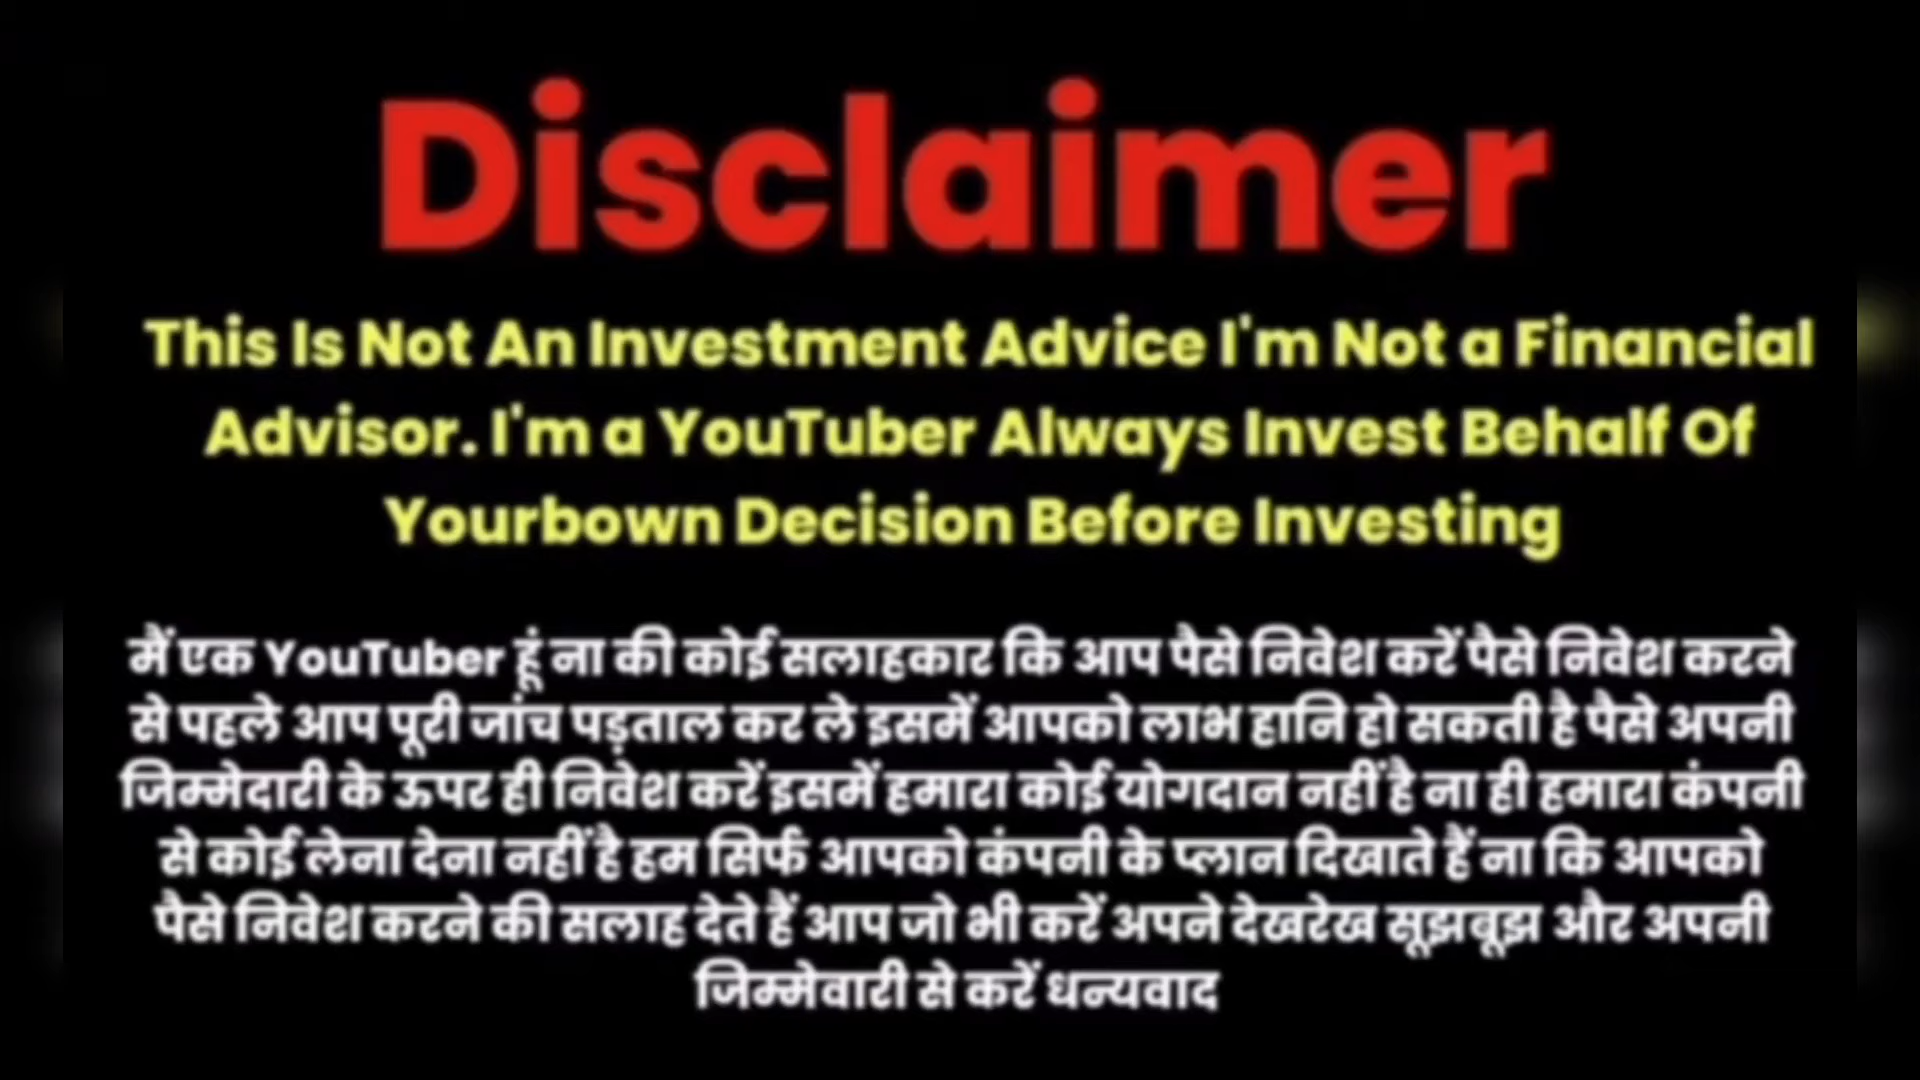 Disclaimer
This Is Not An Investment Advice I'm Not a Financial
Advisor. I'm a YouTuber Always Invest Behalf Of
Yourbown Decision Before Investing
मैं एक YouTuber हूं ना की कोई सलाहकार कि आप पैसे निवेश करें पैसे निवेश करने
से पहले आप पूरी जांच पड़ताल कर ले इसमें आपको लाभ हानि हो सकती है पैसे अपनी
जिम्मेदारी के ऊपर ही निवेश करें इसमें हमारा कोई योगदान नहीं है ना ही हमारा कंपनी
से कोई लेना देना नहीं है हम सिर्फ आपको कंपनी के प्लान दिखाते हैं ना कि आपको
पैसे निवेश करने की सलाह देते हैं आप जो भी करें अपने देखरेख सूझबूझ और अपनी
जिम्मेवारी से करें धन्यवाद